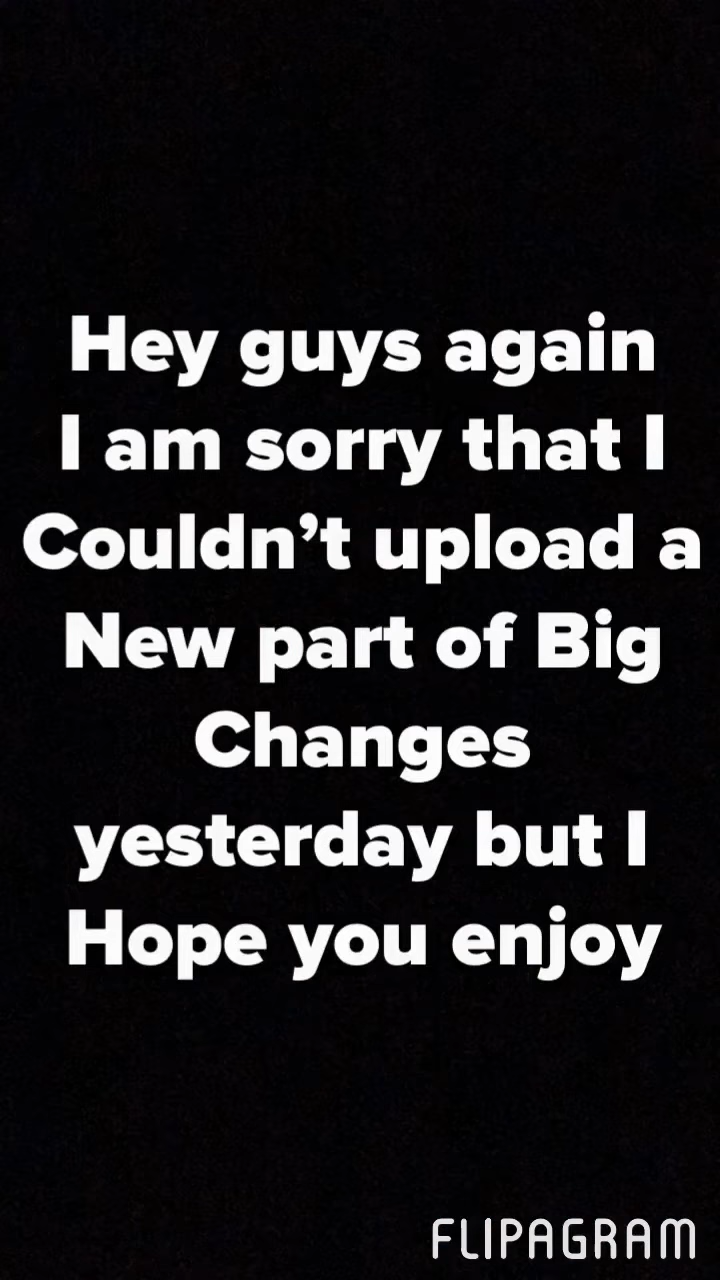 Hey guys again
I am sorry that I
Couldn’t upload a
New part of Big
Changes
yesterday but I
Hope you enjoy
FLIPAGRAM